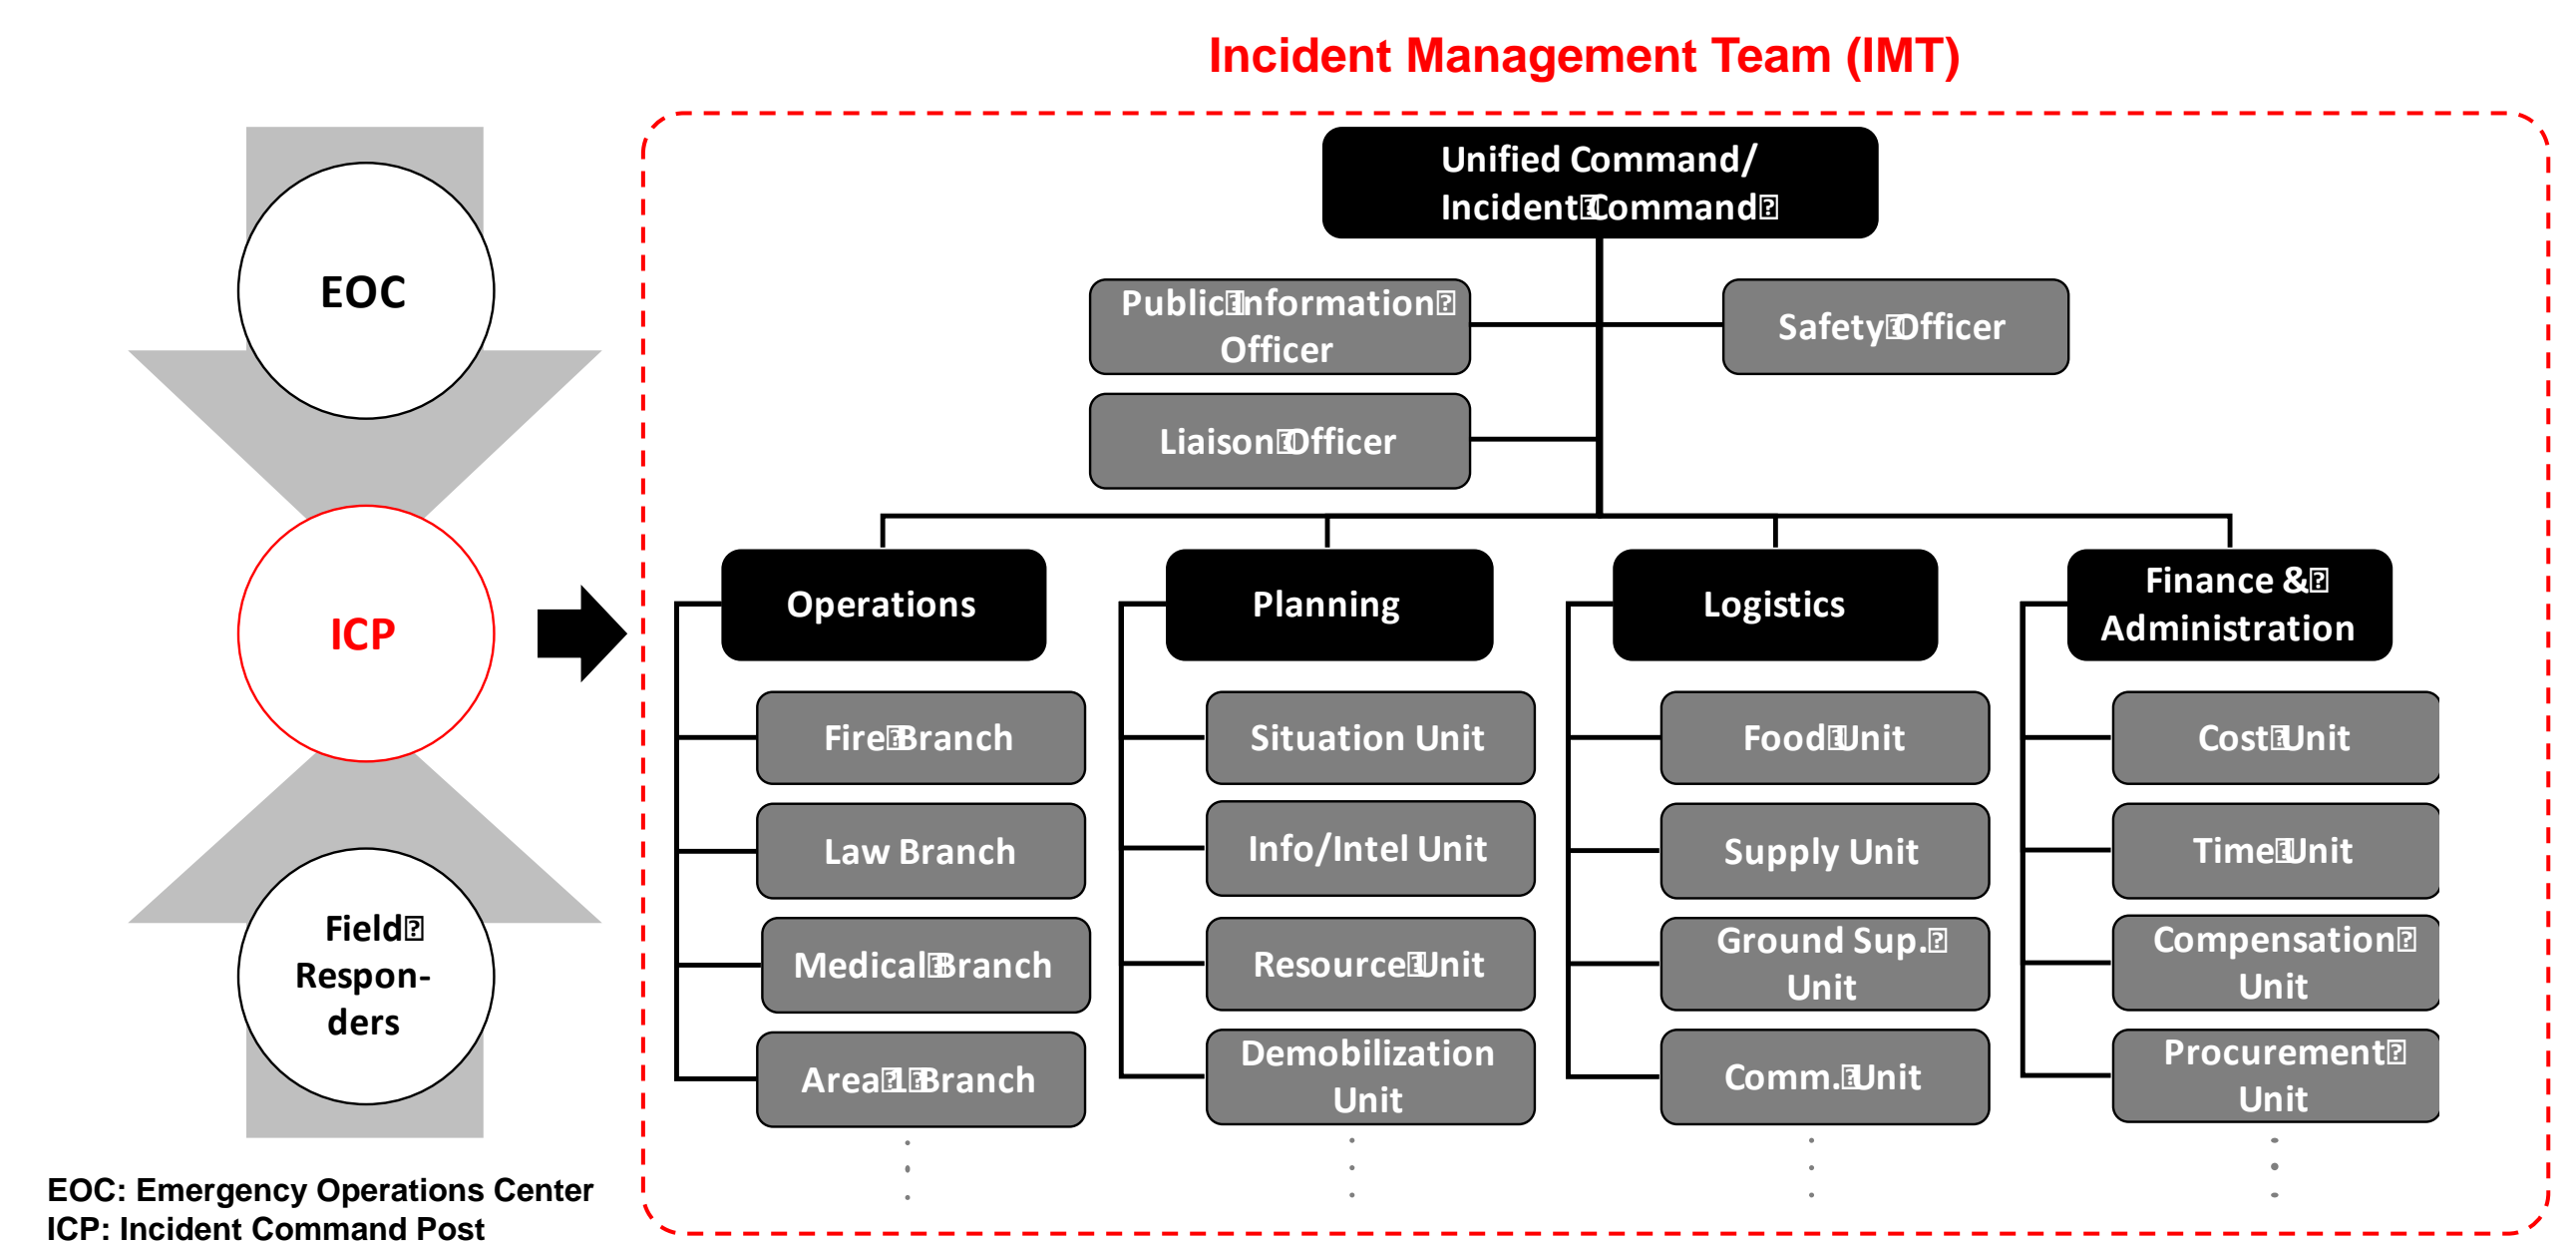 Incident Management Team (IMT)
EOC
ICP
Field
Respon-
ders
EOC: Emergency Operations Center
ICP: Incident Command Post
Unified Command/
Incident Command
Public Information
Officer
Safety Officer
Liaison Officer
Operations
Fire Branch
Law Branch
Medical Branch
Area 1 Branch
Planning
Situation Unit
Info/Intel Unit
Resource Unit
Demobilization
Unit
Logistics
Food Unit
Supply Unit
Ground Sup.
Unit
Comm. Unit
Finance &
Administration
Cost Unit
Time Unit
Compensation
Unit
Procurement
Unit